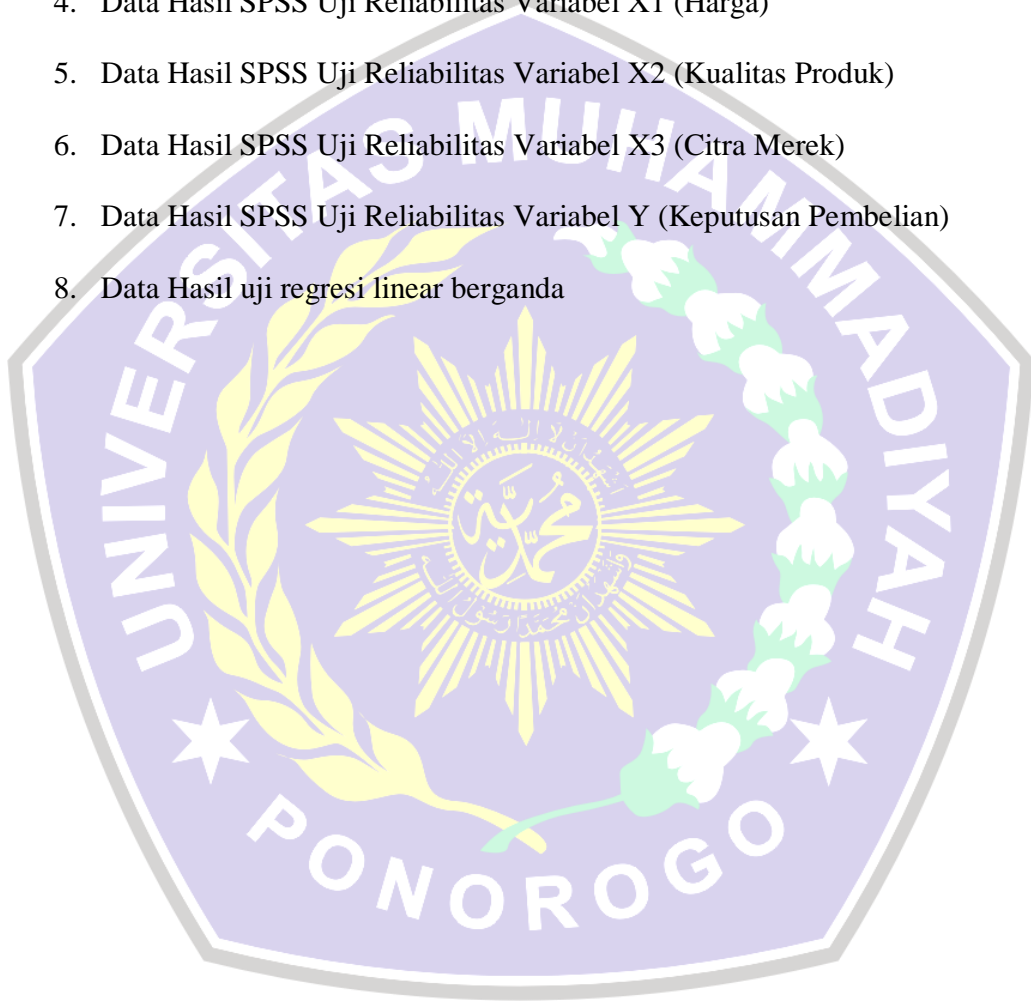 4. Data Hasil SPSS Uji Reliabilitas Variabel X1 (Harga)
5. Data Hasil SPSS Uji Reliabilitas Variabel X2 (Kualitas Produk)
6. Data Hasil SPSS Uji Reliabilitas Variabel X3 (Citra Merek)
7. Data Hasil SPSS Uji Reliabilitas Variabel Y (Keputusan Pembelian)
8. Data Hasil uji regresi linear berganda
UNIVERSITAS MUHAMMADIYAH
محمدية
PONOROGO